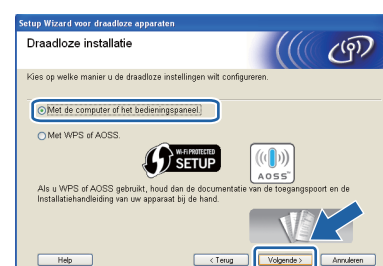 Setup Wizard voor draadloze apparaten
Draadloze installatie
Kies op welke manier u de draadloze instellingen wilt configureren.
Met de computer of het bedieningspaneel.
Met WPS of AOSS.
Wi-Fi PROTECTED
SETUP
AOSS™
Als u WPS of AOSS gebruikt, houd dan de documentatie van de toegangspoort en de
Installatiehandleiding van uw apparaat bij de hand.
Help
< Terug
Volgende >
Annuleren